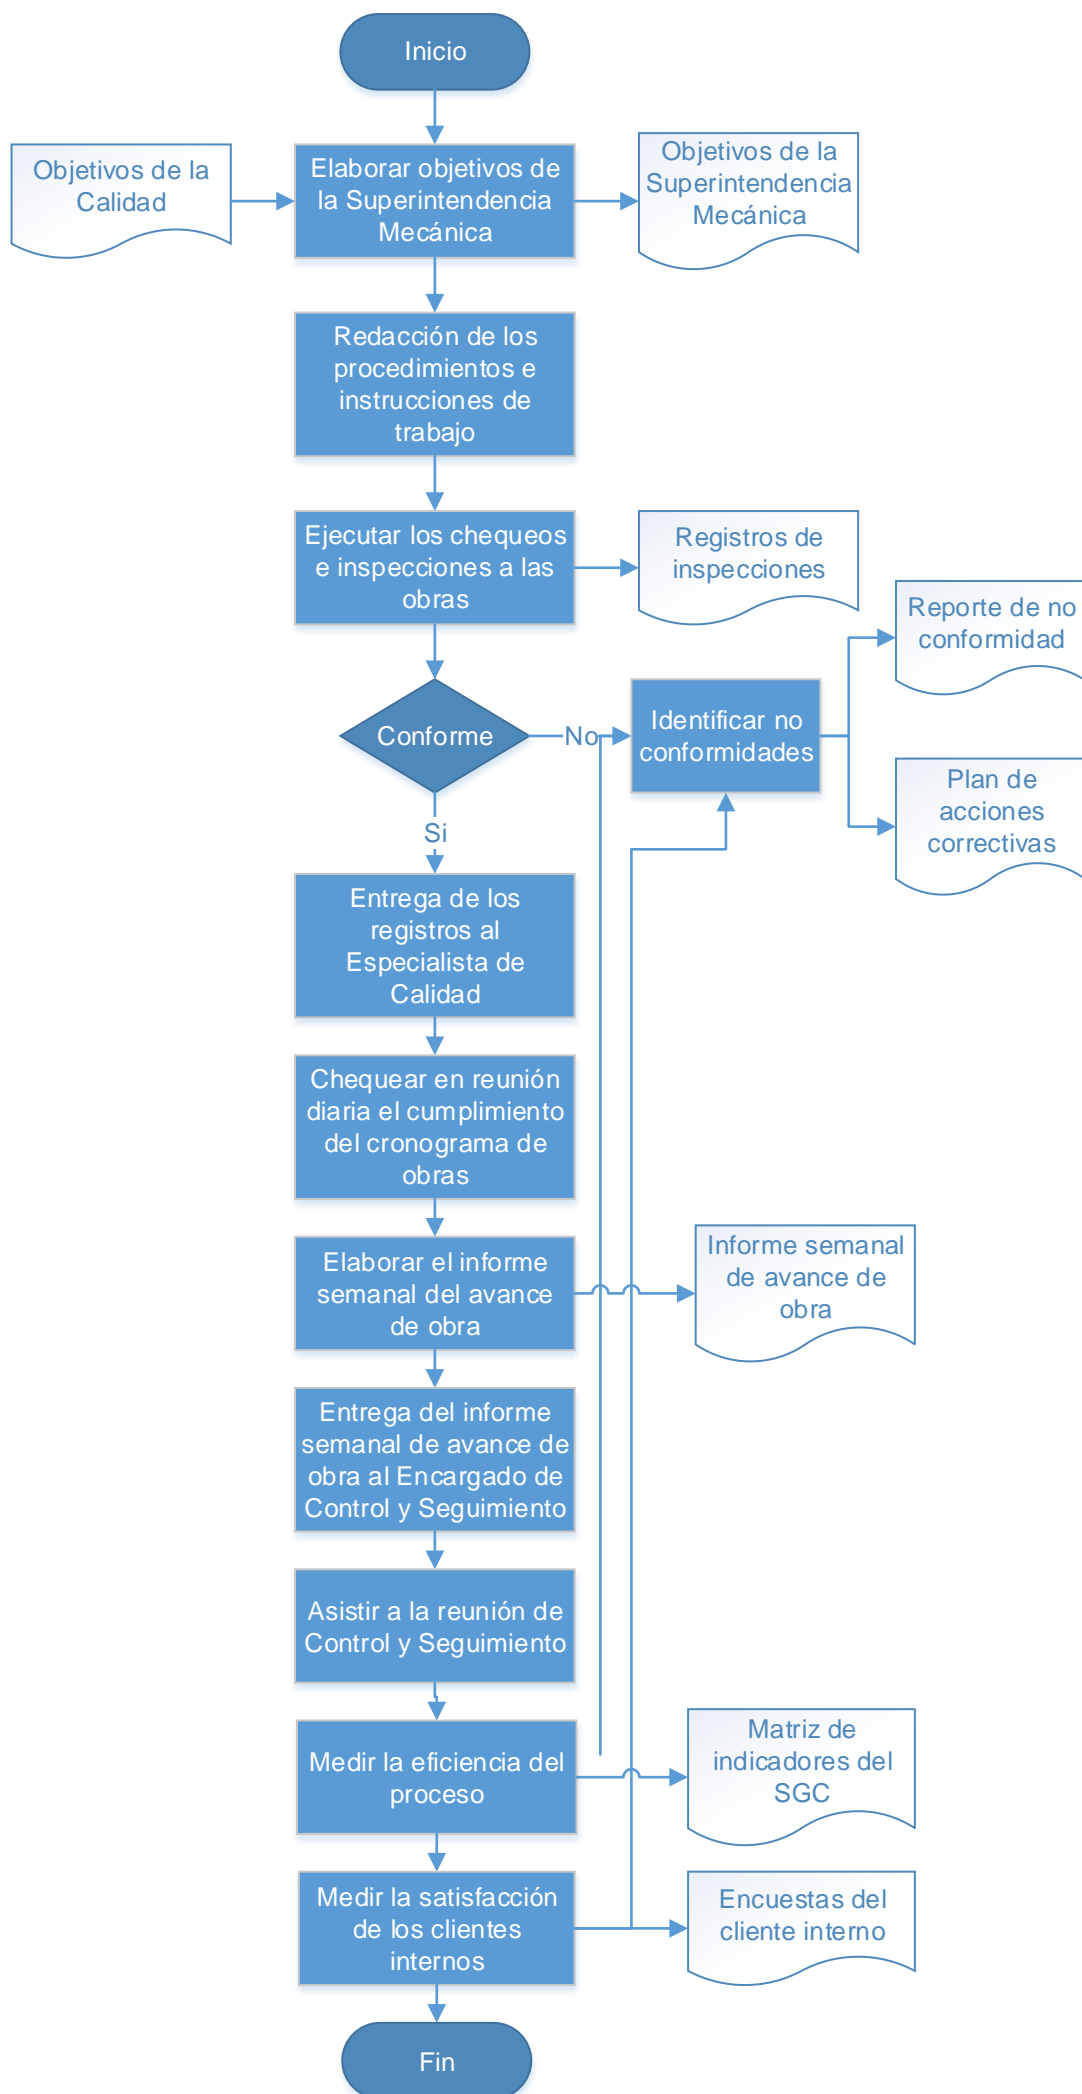 Inicio
Objetivos de la
Calidad
Elaborar objetivos de
la Superintendencia
Mecánica
Objetivos de la
Superintendencia
Mecánica
Redacción de los
procedimientos e
instrucciones de
trabajo
Ejecutar los chequeos
e inspecciones a las
obras
Registros de
inspecciones
Reporte de no
conformidad
Conforme
No
Identificar no
conformidades
Plan de
acciones
correctivas
Si
Entrega de los
registros al
Especialista de
Calidad
Chequear en reunión
diaria el cumplimiento
del cronograma de
obras
Elaborar el informe
semanal del avance
de obra
Informe semanal
de avance de
obra
Entrega del informe
semanal de avance de
obra al Encargado de
Control y Seguimiento
Asistir a la reunión de
Control y Seguimiento
Medir la eficiencia del
proceso
Matriz de
indicadores del
SGC
Medir la satisfacción
de los clientes
internos
Encuestas del
cliente interno
Fin